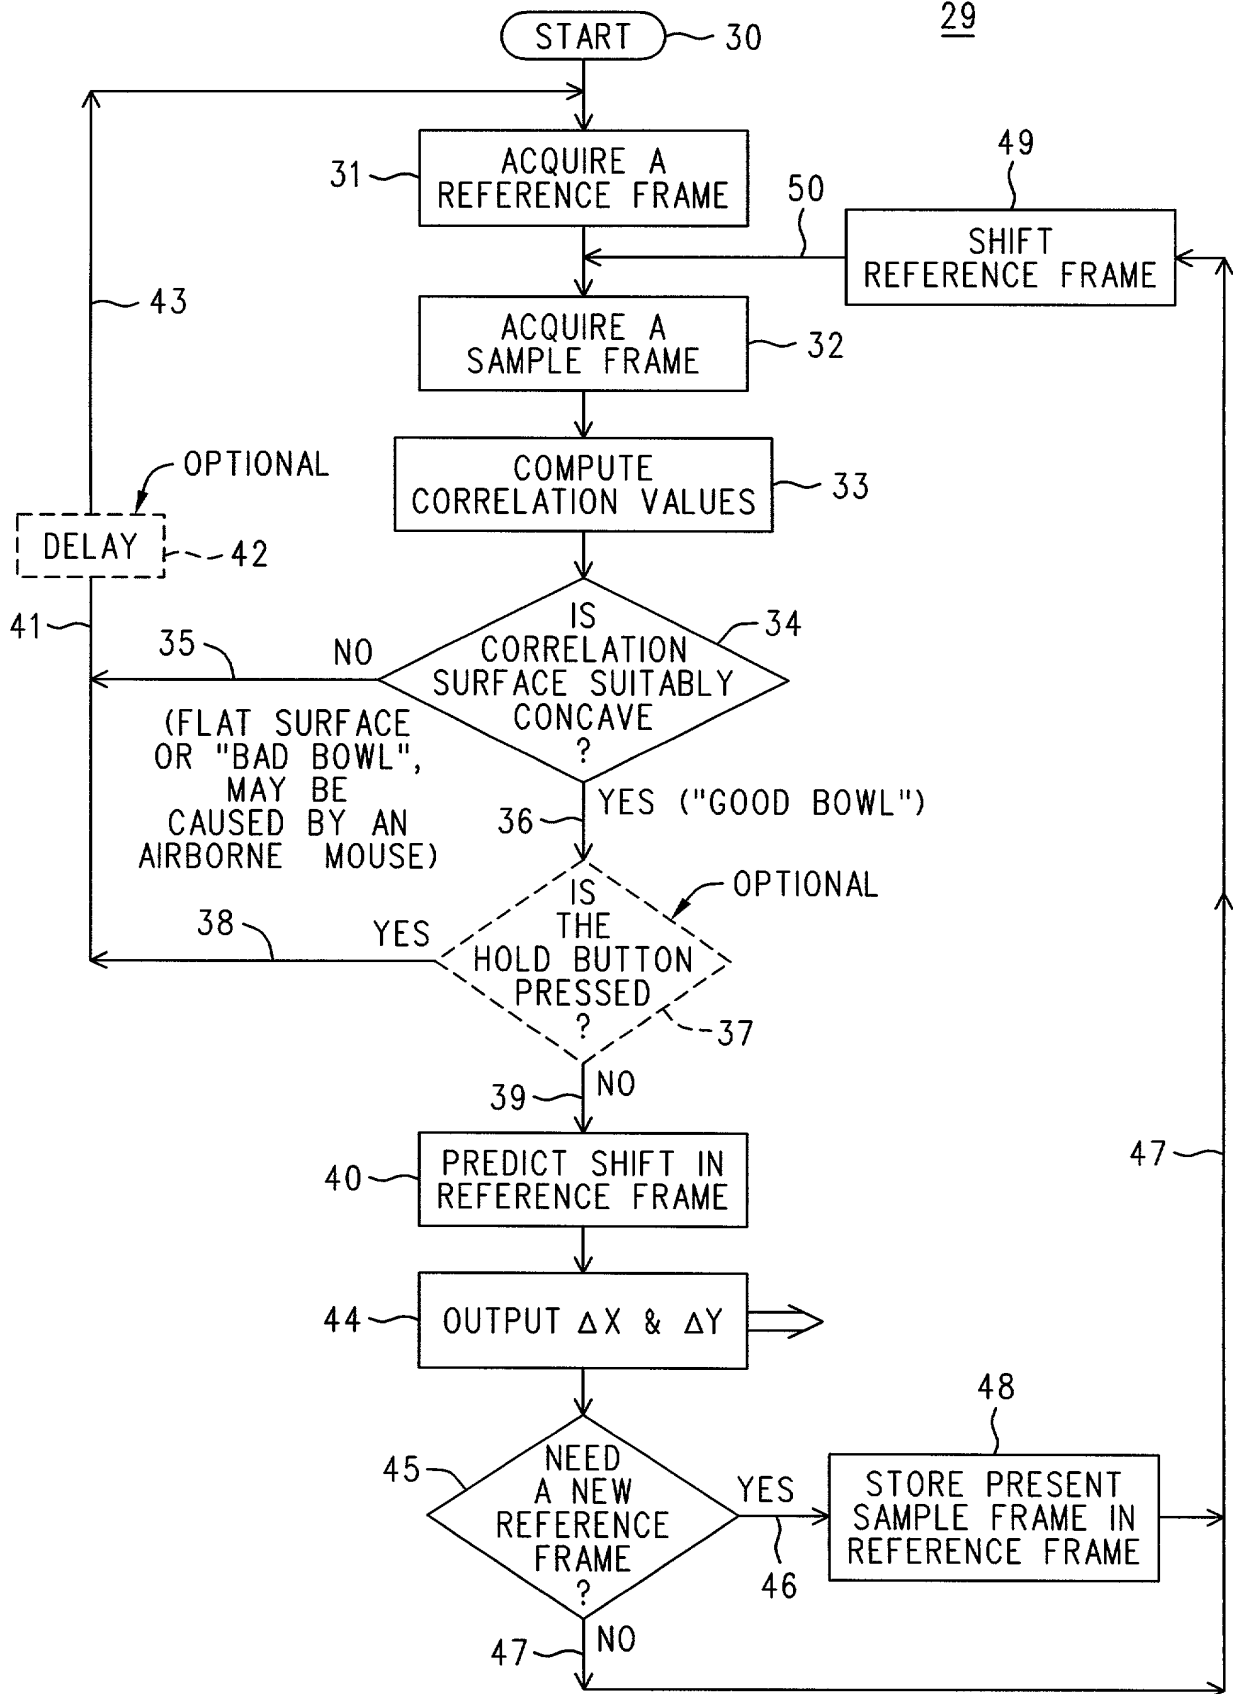 29
START
30
ACQUIRE A
REFERENCE FRAME
31
49
50
SHIFT
REFERENCE FRAME
43
ACQUIRE A
SAMPLE FRAME
32
OPTIONAL
COMPUTE
CORRELATION VALUES
33
DELAY
42
41
35
NO
IS
CORRELATION
SURFACE SUITABLY
CONCAVE
?
34
(FLAT SURFACE
OR "BAD BOWL",
MAY BE
CAUSED BY AN
AIRBORNE MOUSE)
36
YES ("GOOD BOWL")
OPTIONAL
38
YES
IS
THE
HOLD BUTTON
PRESSED
?
37
39
NO
40
PREDICT SHIFT IN
REFERENCE FRAME
47
44
OUTPUT ΔX & ΔY
48
45
NEED
A NEW
REFERENCE
FRAME
?
YES
46
STORE PRESENT
SAMPLE FRAME IN
REFERENCE FRAME
47
NO